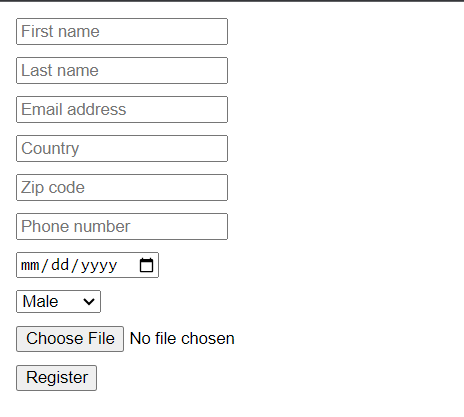 First name
Last name
Email address
Country
Zip code
Phone number
mm/dd/yyyy
Male
Choose File No file chosen
Register